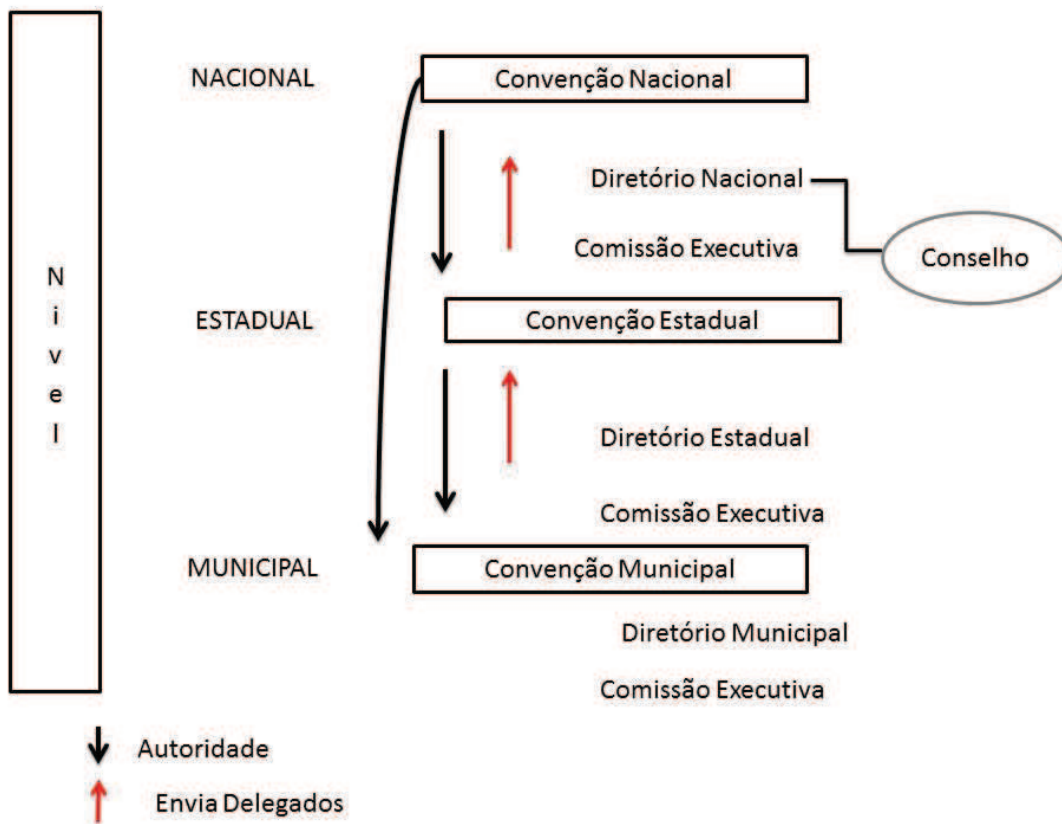 NACIONAL
Convenção Nacional
Diretório Nacional
Comissão Executiva
Conselho
Nivel
ESTADUAL
Convenção Estadual
Diretório Estadual
Comissão Executiva
MUNICIPAL
Convenção Municipal
Diretório Municipal
Comissão Executiva
Autoridade
Envia Delegados